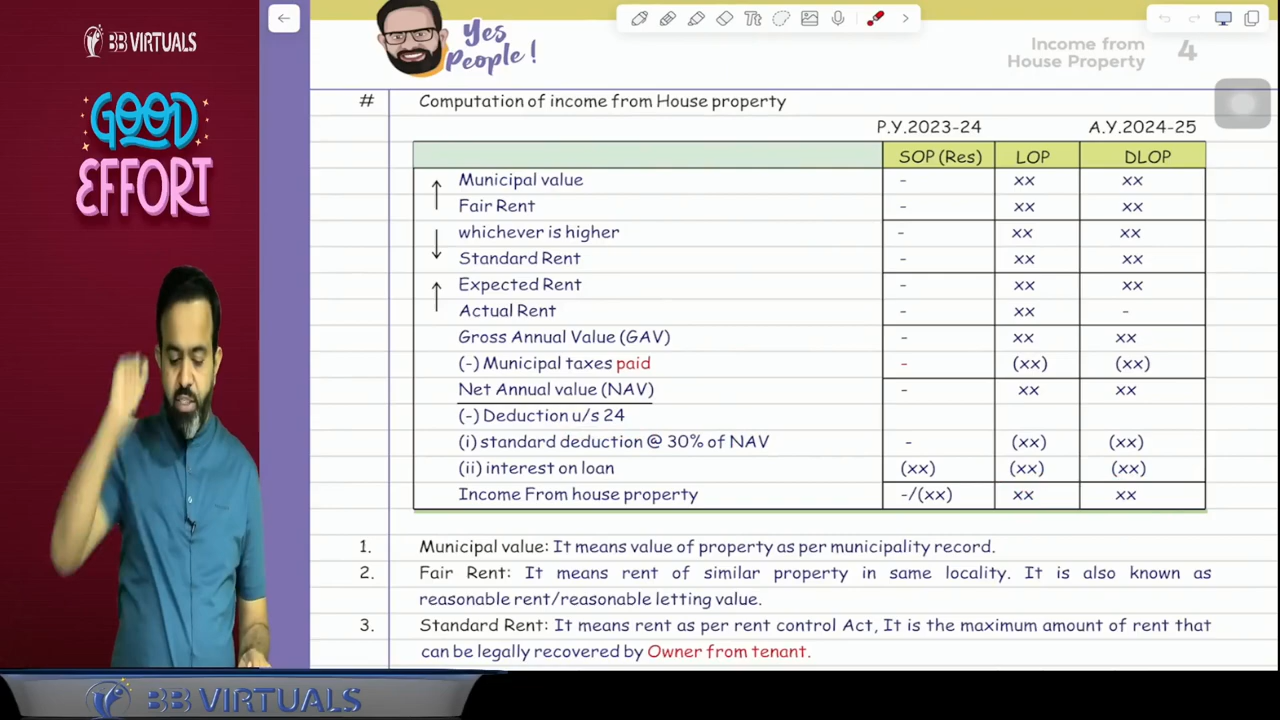 BB VIRTUALS
GOOD
EFFORT
Yes
People!
Tt
Income from
House Property
4
# Computation of income from House property
P.Y.2023-24 A.Y.2024-25
SOP (Res) LOP DLOP
Municipal value - xx xx
Fair Rent - xx xx
whichever is higher - xx xx
Standard Rent - xx xx
Expected Rent - xx xx
Actual Rent - xx -
Gross Annual Value (GAV) - xx xx
(-) Municipal taxes paid - (xx) (xx)
Net Annual value (NAV) - xx xx
(-) Deduction u/s 24
(i) standard deduction @ 30% of NAV - (xx) (xx)
(ii) interest on loan (xx) (xx) (xx)
Income From house property -/(xx) xx xx
1. Municipal value: It means value of property as per municipality record.
2. Fair Rent: It means rent of similar property in same locality. It is also known as
reasonable rent/reasonable letting value.
3. Standard Rent: It means rent as per rent control Act, It is the maximum amount of rent that
can be legally recovered by Owner from tenant.
BB VIRTUALS